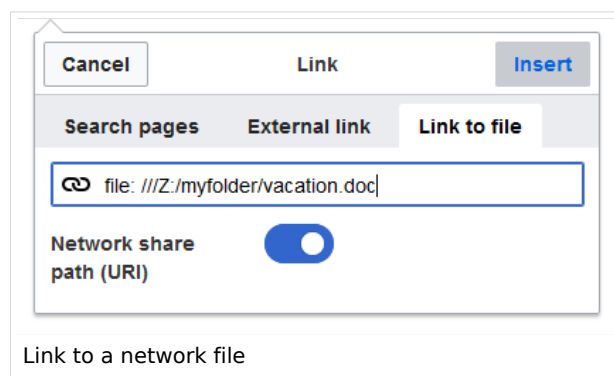 Cancel Link Insert
Search pages External link Link to file
file: ///Z:/myfolder/vacation.doc
Network share
path (URI)
Link to a network file